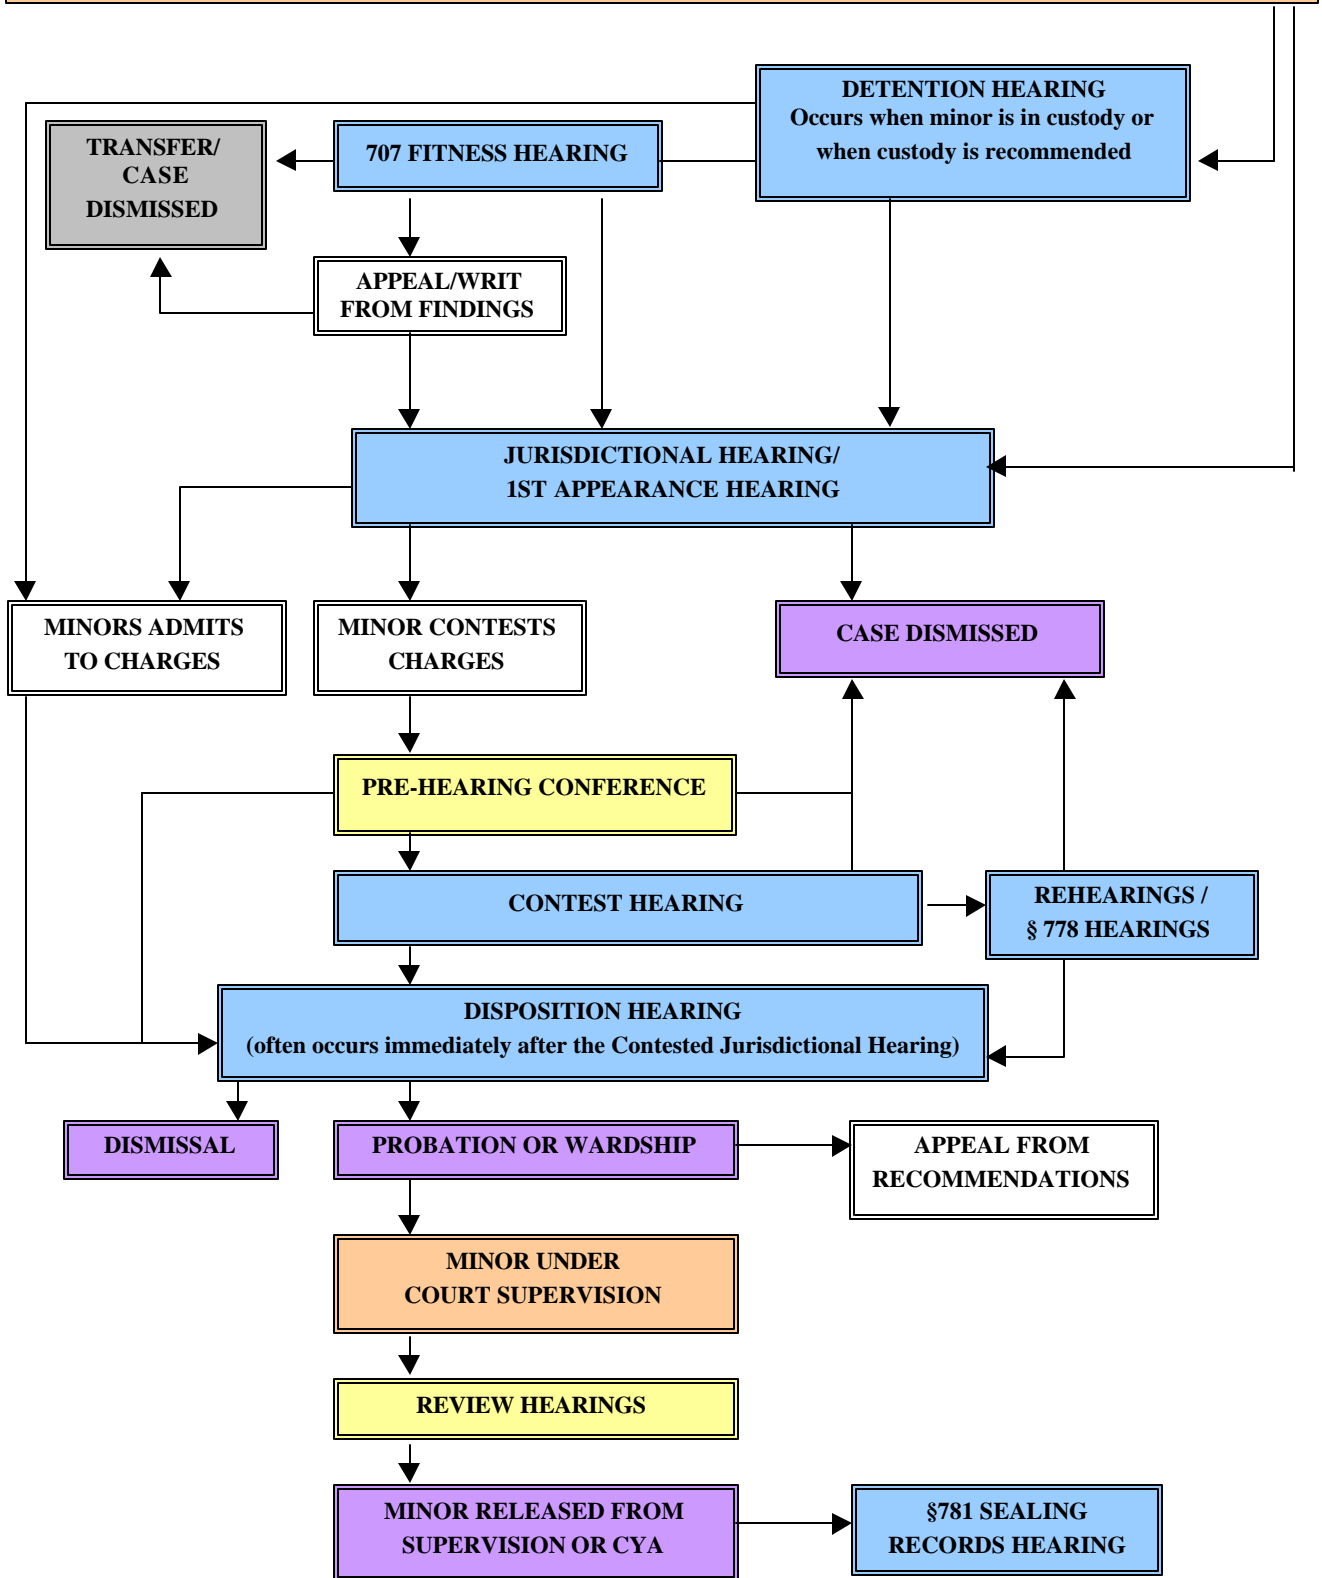 DETENTION HEARING
Occurs when minor is in custody or
when custody is recommended
TRANSFER/
CASE
DISMISSED
707 FITNESS HEARING
APPEAL/WRIT
FROM FINDINGS
JURISDICTIONAL HEARING/
1ST APPEARANCE HEARING
MINORS ADMITS
TO CHARGES
MINOR CONTESTS
CHARGES
CASE DISMISSED
PRE-HEARING CONFERENCE
CONTEST HEARING
REHEARINGS /
§ 778 HEARINGS
DISPOSITION HEARING
(often occurs immediately after the Contested Jurisdictional Hearing)
DISMISSAL
PROBATION OR WARDSHIP
APPEAL FROM
RECOMMENDATIONS
MINOR UNDER
COURT SUPERVISION
REVIEW HEARINGS
MINOR RELEASED FROM
SUPERVISION OR CYA
§781 SEALING
RECORDS HEARING